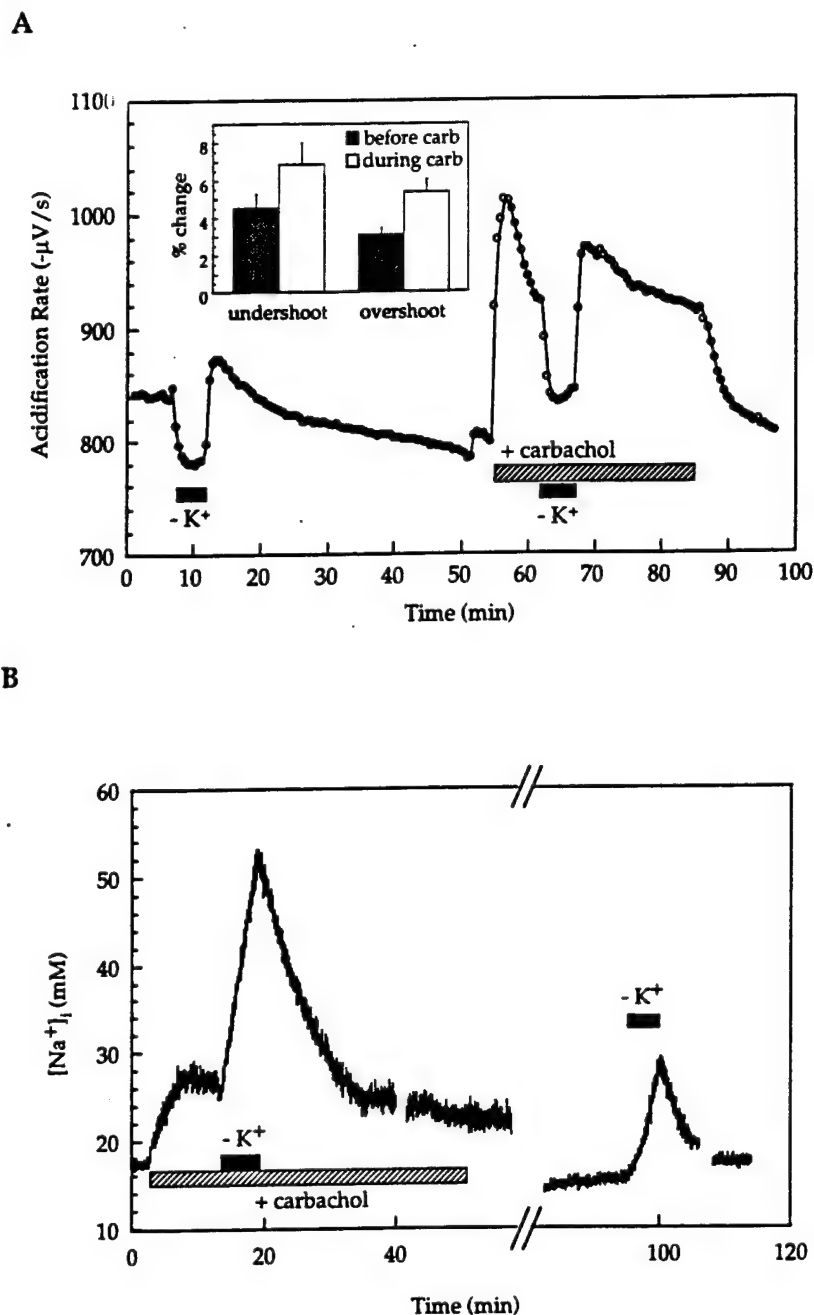 A
1100
1000
900
800
700
Acidification Rate (-µV/s)
8
6
4
2
0
% change
before carb
during carb
undershoot
overshoot
- K+
+ carbachol
- K+
0 10 20 30 40 50 60 70 80 90 100
Time (min)
B
60
50
40
30
20
10
[Na+]i (mM)
- K+
+ carbachol
- K+
0 20 40 100 120
Time (min)